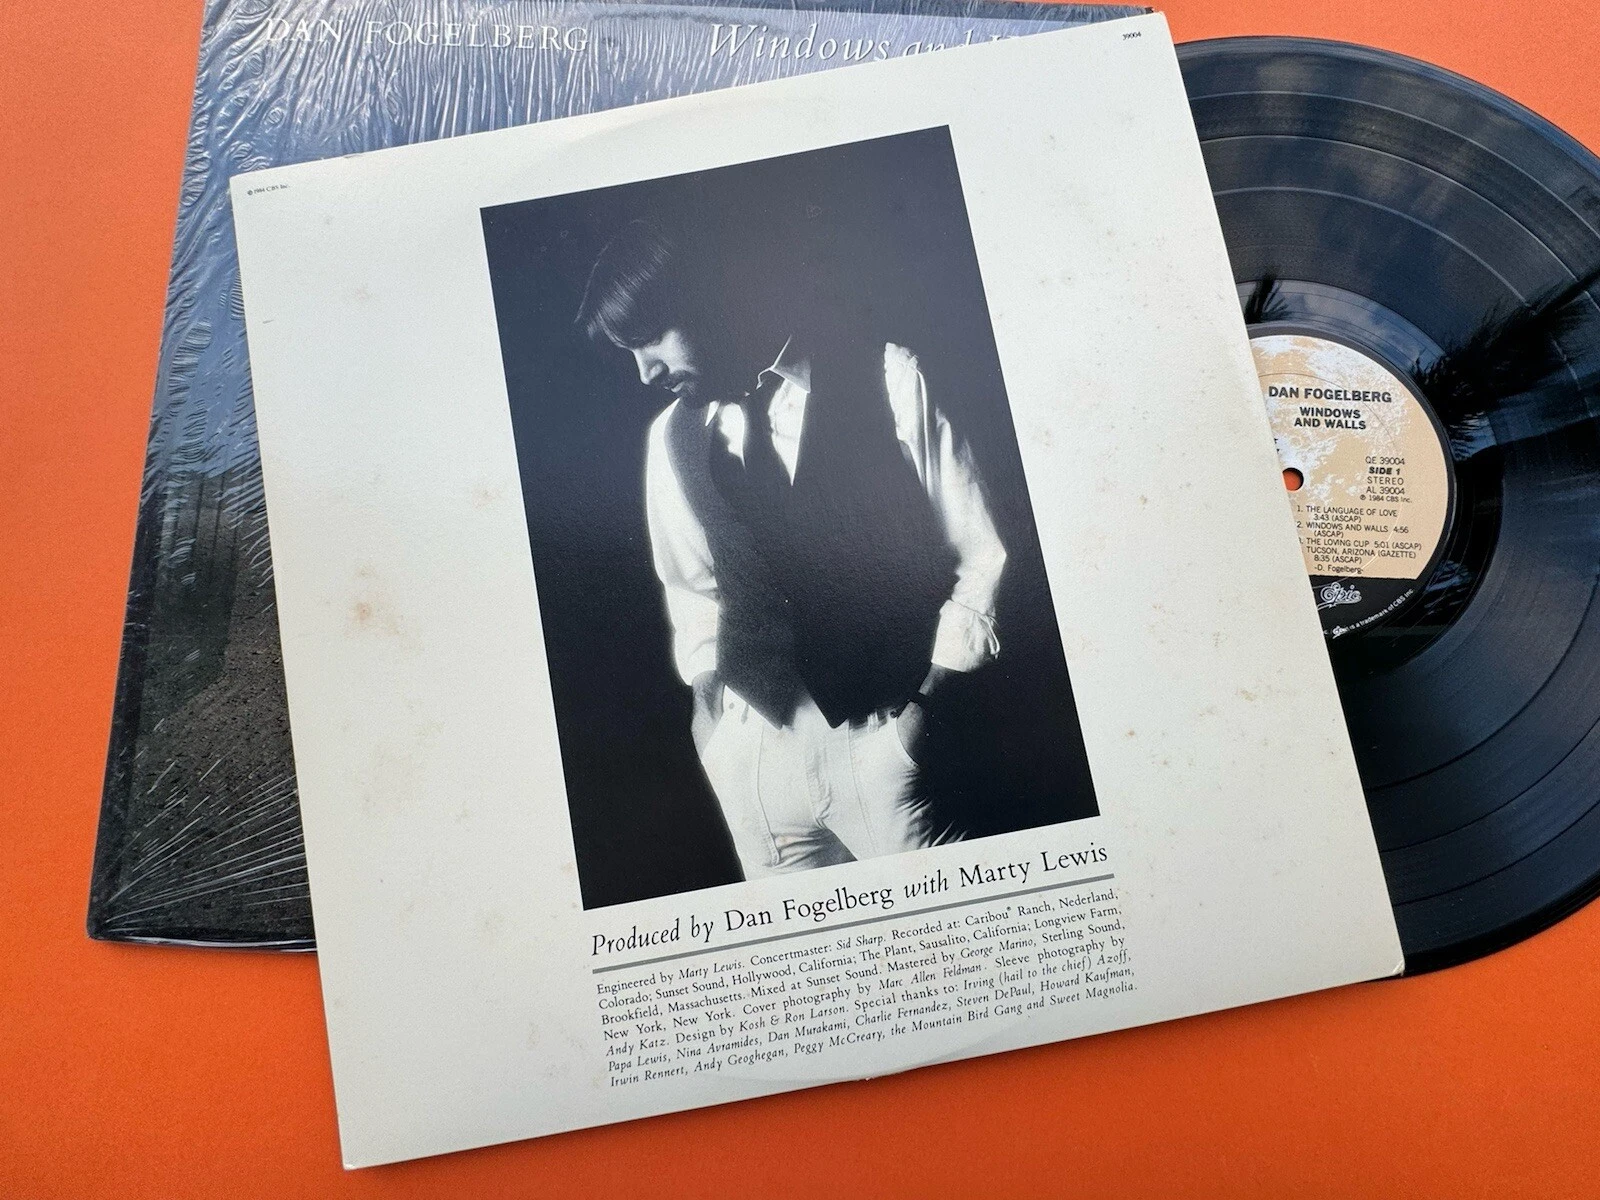 DAN FOGELBERG Windows and
39004
℗ 1984 CBS Inc.
Produced by Dan Fogelberg with Marty Lewis
Engineered by Marty Lewis. Concertmaster: Sid Sharp. Recorded at: Caribou® Ranch, Nederland,
Colorado; Sunset Sound, Hollywood, California; The Plant, Sausalito, California; Longview Farm,
Brookfield, Massachusetts. Mixed at Sunset Sound. Mastered by George Marino, Sterling Sound,
New York, New York. Cover photography by Marc Allen Feldman. Sleeve photography by
Andy Katz. Design by Kosh & Ron Larson. Special thanks to: Irving (hail to the chief) Azoff,
Papa Lewis, Nina Avramides, Dan Murakami, Charlie Fernandez, Steven DePaul, Howard Kaufman,
Irwin Rennert, Andy Geoghegan, Peggy McCreary, the Mountain Bird Gang and Sweet Magnolia.
DAN FOGELBERG
WINDOWS
AND WALLS
QE 39004
SIDE 1
STEREO
AL 39004
℗ 1984 CBS Inc.
1. THE LANGUAGE OF LOVE
3:43 (ASCAP)
2. WINDOWS AND WALLS 4:56
(ASCAP)
THE LOVING CUP 5:01 (ASCAP)
TUCSON, ARIZONA (GAZETTE)
8:35 (ASCAP)
-D. Fogelberg-
Epic
is a trademark of CBS Inc.